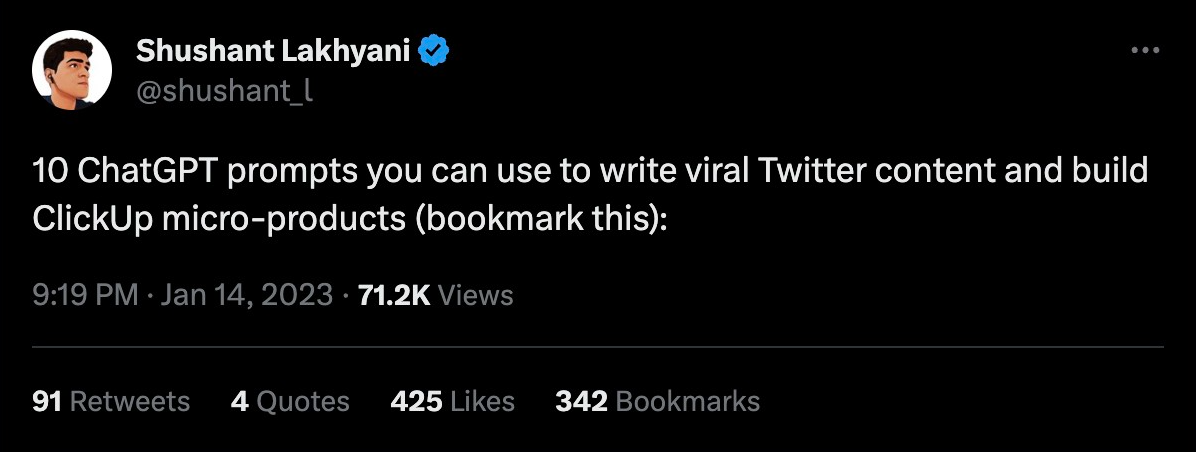 Shushant Lakhyani
@shushant_l
10 ChatGPT prompts you can use to write viral Twitter content and build
ClickUp micro-products (bookmark this):
9:19 PM · Jan 14, 2023 · 71.2K Views
91 Retweets 4 Quotes 425 Likes 342 Bookmarks